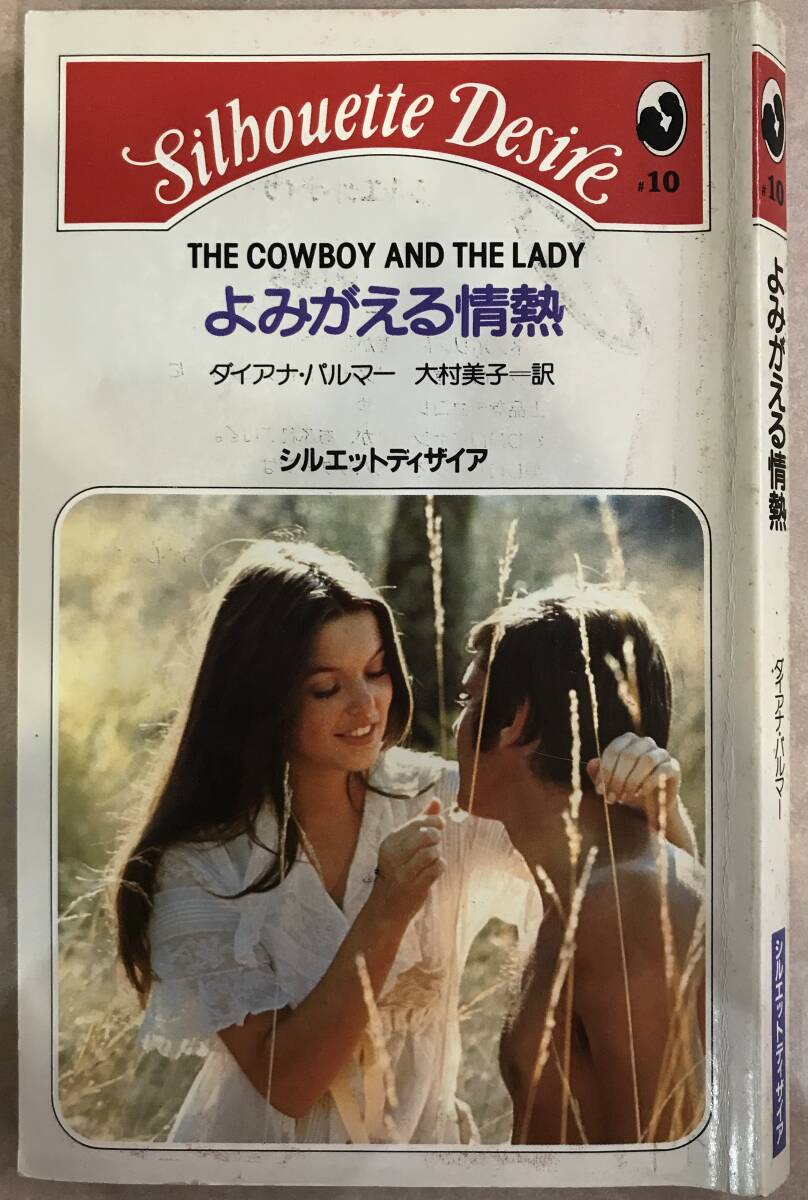 Silhouette Desire
#10
THE COWBOY AND THE LADY
よみがえる情熱
ダイアナ・パルマー 大村美子=訳
シルエットディザイア
#10
よみがえる情熱
ダイアナ・パルマー
シルエットディザイア